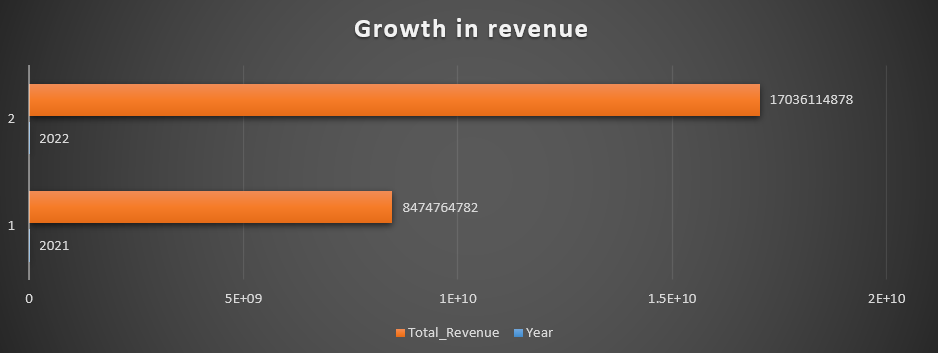 Growth in revenue
17036114878
2
2022
8474764782
1
2021
0 5E+09 1E+10 1.5E+10 2E+10
Total_Revenue Year